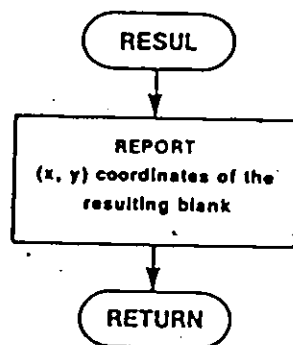 RESUL
REPORT
(x, y) coordinates of the
resulting blank
RETURN